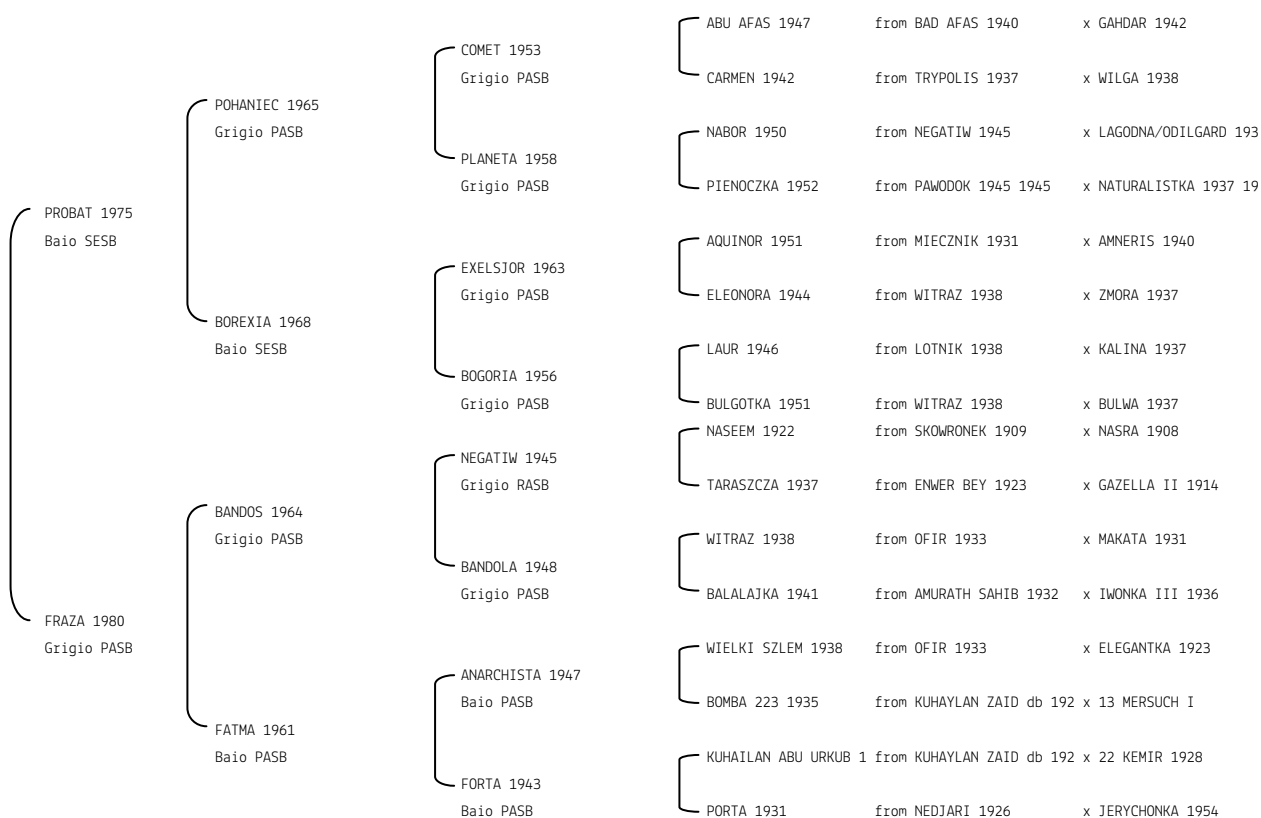 ABU AFAS 1947 from BAD AFAS 1940 x GAHDAR 1942
COMET 1953
Grigio PASB
CARMEN 1942 from TRYPOLIS 1937 x WILGA 1938
POHANIEC 1965
Grigio PASB
NABOR 1950 from NEGATIW 1945 x LAGODNA/ODILGARD 193
PLANETA 1958
Grigio PASB
PIENOCZKA 1952 from PAWODOK 1945 1945 x NATURALISTKA 1937 19
PROBAT 1975
Baio SESB
AQUINOR 1951 from MIECZNIK 1931 x AMNERIS 1940
EXELSJOR 1963
Grigio PASB
ELEONORA 1944 from WITRAZ 1938 x ZMORA 1937
BOREXIA 1968
Baio SESB
LAUR 1946 from LOTNIK 1938 x KALINA 1937
BOGORIA 1956
Grigio PASB
BULGOTKA 1951 from WITRAZ 1938 x BULWA 1937
NASEEM 1922 from SKOWRONEK 1909 x NASRA 1908
NEGATIW 1945
Grigio RASB
TARASZCZA 1937 from ENWER BEY 1923 x GAZELLA II 1914
BANDOS 1964
Grigio PASB
WITRAZ 1938 from OFIR 1933 x MAKATA 1931
BANDOLA 1948
Grigio PASB
BALALAJKA 1941 from AMURATH SAHIB 1932 x IWONKA III 1936
FRAZA 1980
Grigio PASB
WIELKI SZLEM 1938 from OFIR 1933 x ELEGANTKA 1923
ANARCHISTA 1947
Baio PASB
BOMBA 223 1935 from KUHAYLAN ZAID db 192 x 13 MERSUCH I
FATMA 1961
Baio PASB
KUHAILAN ABU URKUB 1 from KUHAYLAN ZAID db 192 x 22 KEMIR 1928
FORTA 1943
Baio PASB
PORTA 1931 from NEDJARI 1926 x JERYCHONKA 1954